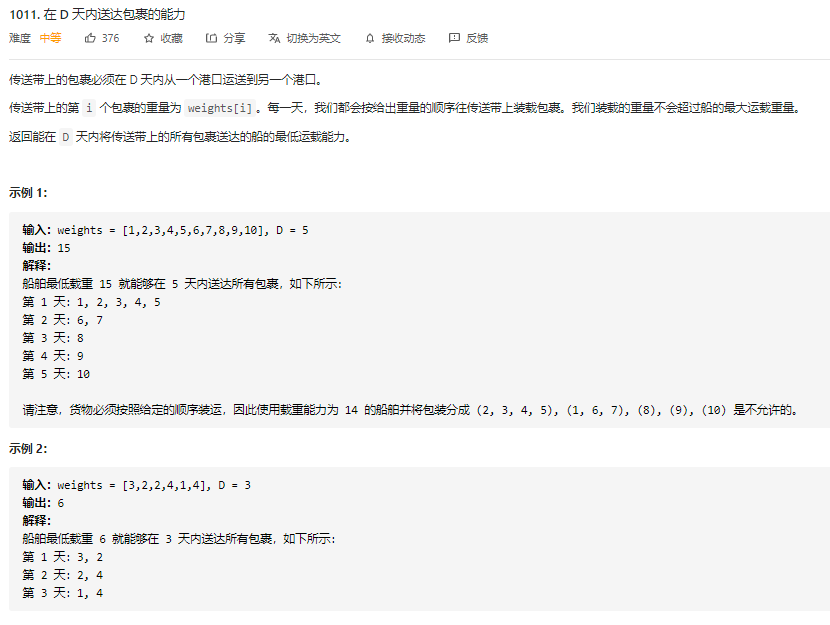 1011. 在 D 天内送达包裹的能力
难度 中等 376 收藏 分享 切换为英文 接收动态 反馈
传送带上的包裹必须在 D 天内从一个港口运送到另一个港口。
传送带上的第 i 个包裹的重量为 weights[i]。每一天，我们都会按给出重量的顺序往传送带上装载包裹。我们装载的重量不会超过船的最大运载重量。
返回能在 D 天内将传送带上的所有包裹送达的船的最低运载能力。
示例 1：
输入：weights = [1,2,3,4,5,6,7,8,9,10], D = 5
输出：15
解释：
船舶最低载重 15 就能够在 5 天内送达所有包裹，如下所示：
第 1 天：1, 2, 3, 4, 5
第 2 天：6, 7
第 3 天：8
第 4 天：9
第 5 天：10
请注意，货物必须按照给定的顺序装运，因此使用载重能力为 14 的船舶并将包装分成 (2, 3, 4, 5), (1, 6, 7), (8), (9), (10) 是不允许的。
示例 2：
输入：weights = [3,2,2,4,1,4], D = 3
输出：6
解释：
船舶最低载重 6 就能够在 3 天内送达所有包裹，如下所示：
第 1 天：3, 2
第 2 天：2, 4
第 3 天：1, 4